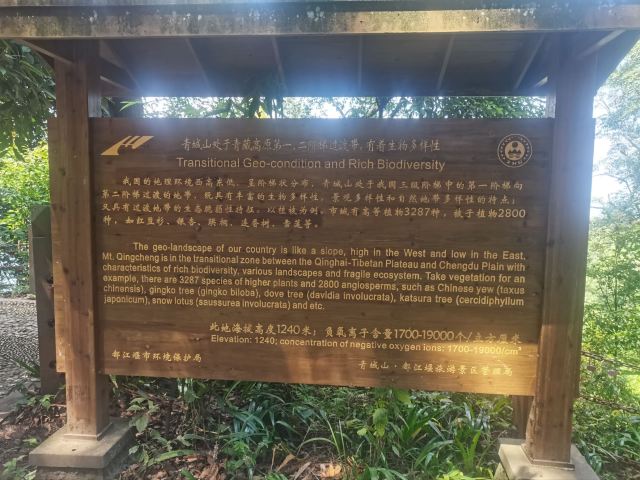 青城山处于青藏高原第一、二阶梯过渡带，有着生物多样性
Transitional Geo-condition and Rich Biodiversity
我国的地理环境西高东低，呈阶梯状分布，青城山处于我国三级阶梯中的第一阶梯向
第二阶梯过渡的地带，既具有丰富的生物多样性，景观多样性和自然地带多样性的特点；
又具有过渡地带的生态脆弱性特征。以植被为例，市域有高等植物3287种，被子植物2800
种，如红豆杉、银杏、珙桐、连香树、雪莲等。
The geo-landscape of our country is like a slope, high in the West and low in the East,
Mt. Qingcheng is in the transitional zone between the Qinghai-Tibetan Plateau and Chengdu Plain with
characteristics of rich biodiversity, various landscapes and fragile ecosystem. Take vegetation for an
example, there are 3287 species of higher plants and 2800 angiosperms, such as Chinese yew (taxus
chinensis), gingko tree (gingko biloba), dove tree (davidia involucrata), katsura tree (cercidiphyllum
japonicum), snow lotus (saussurea involucrata) and etc.
此地海拔高度1240米；负氧离子含量1700-19000个/立方厘米
Elevation: 1240; concentration of negative oxygen ions: 1700-19000/cm³
都江堰市环境保护局
青城山·都江堰旅游景区管理局